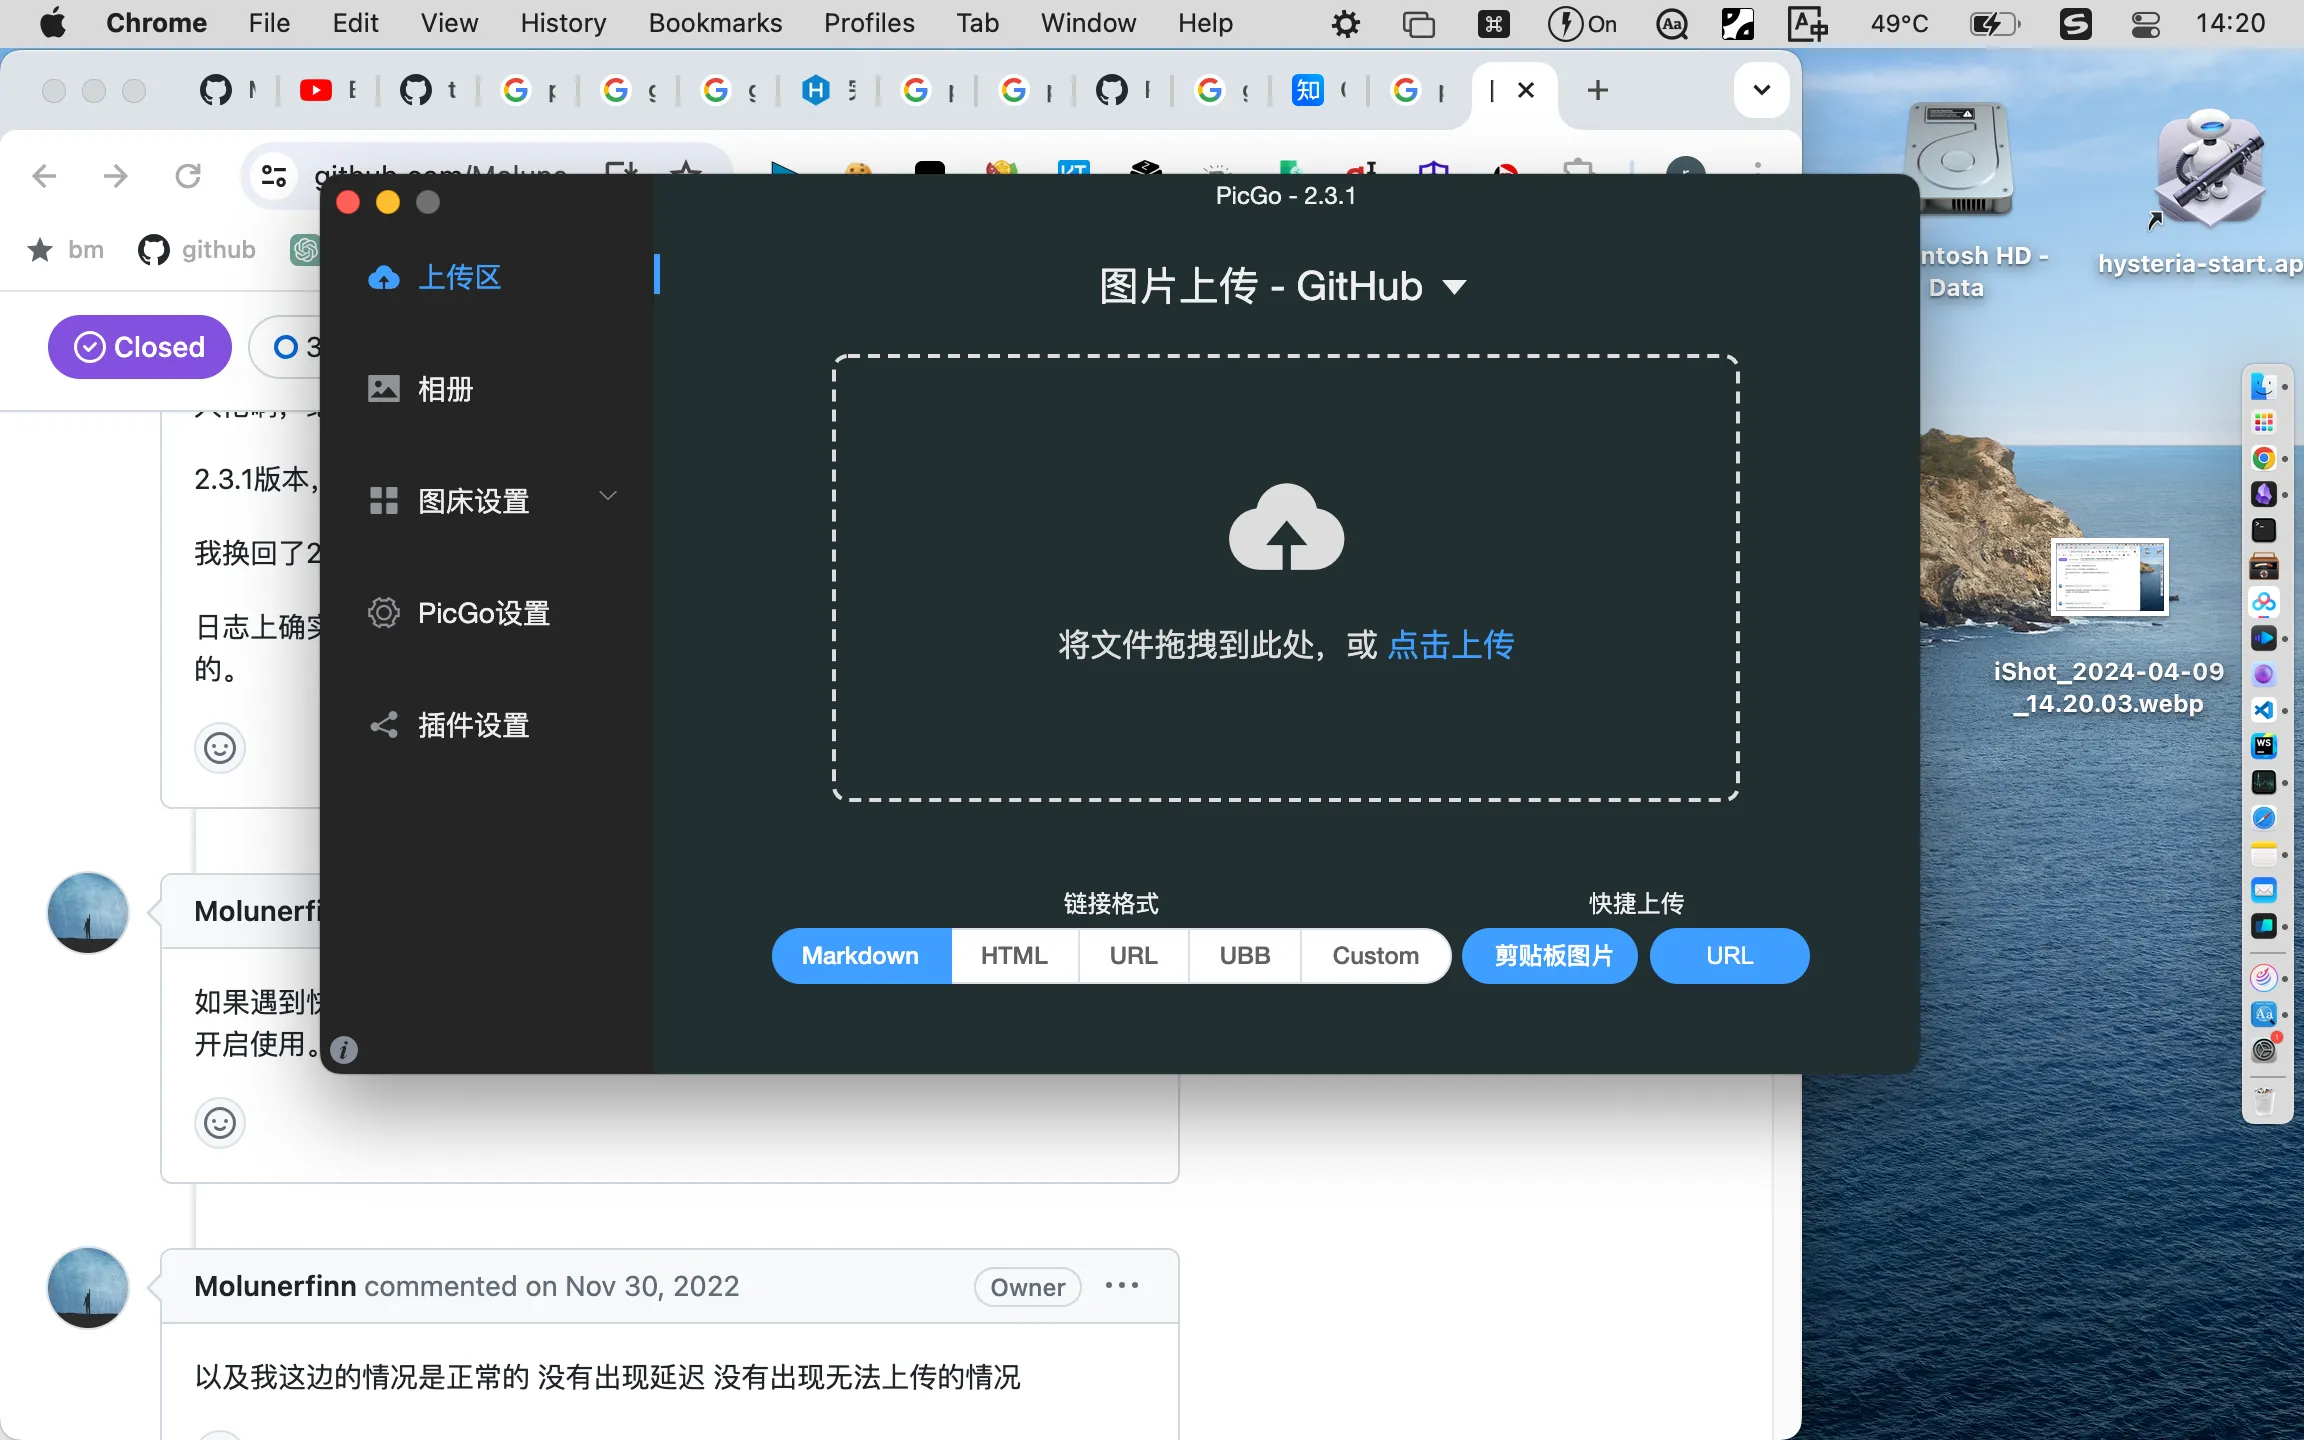 Chrome File Edit View History Bookmarks Profiles Tab Window Help On 49°C 14:20
bm github
PicGo - 2.3.1
上传区
图片上传 - GitHub
相册
图床设置
PicGo设置
插件设置
将文件拖拽到此处，或 点击上传
链接格式 快捷上传
Markdown HTML URL UBB Custom 剪贴板图片 URL
Closed 3
2.3.1版本，
我换回了2
日志上确实
的。
如果遇到快
开启使用。
Molunerfinn commented on Nov 30, 2022 Owner
以及我这边的情况是正常的 没有出现延迟 没有出现无法上传的情况
ntosh HD -
Data
hysteria-start.ap
iShot_2024-04-09
_14.20.03.webp